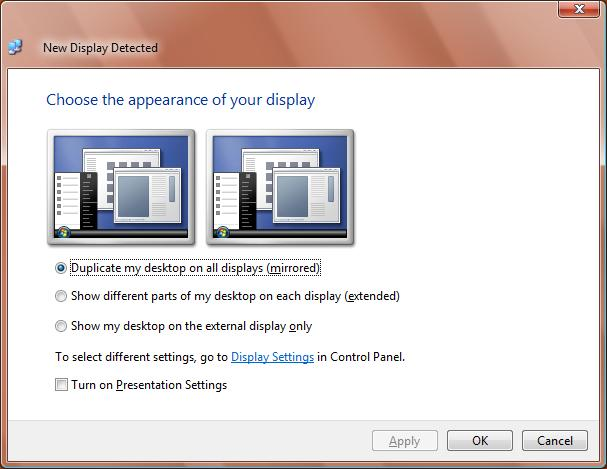 New Display Detected
Choose the appearance of your display
Duplicate my desktop on all displays (mirrored)
Show different parts of my desktop on each display (extended)
Show my desktop on the external display only
To select different settings, go to Display Settings in Control Panel.
Turn on Presentation Settings
Apply
OK
Cancel